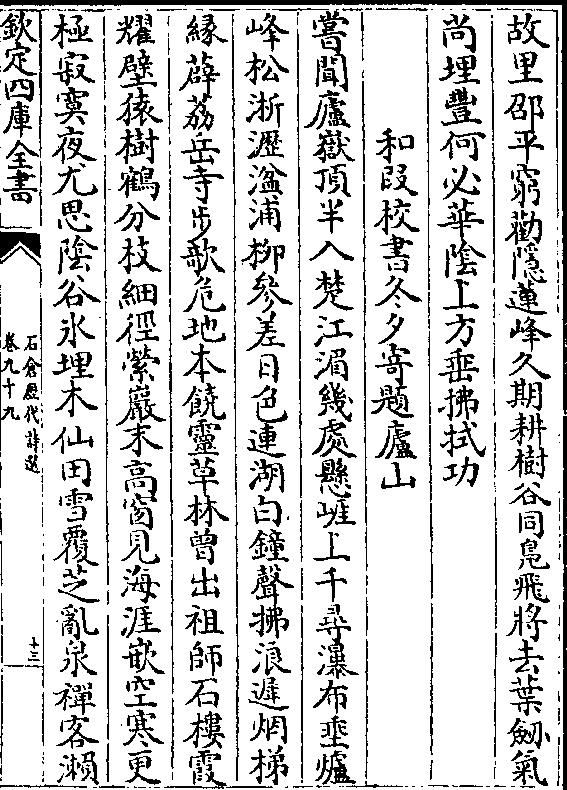 故里邵平窮勸隱蓮峰久期耕樹谷同鳬飛將去葉劒氣
尚埋豐何必華陰上方垂拂拭功
和段校書冬夕寄題廬山
嘗聞廬嶽頂半入楚江湄幾處懸崕上千尋瀑布垂爐
峰松淅瀝湓浦柳參差日色連湖白鐘聲拂浪遲烟梯
緣薜荔岳寺步歌危地本饒靈草林曾出祖師石樓霞
耀壁猿樹鶴分枝細徑縈巖末高窗見海涯嵌空寒更
極寂寞夜尤思陰谷氷埋木仙田雪覆芝亂泉禪客瀨
欽定四庫全書
石倉歷代詩選
卷九十九
十三